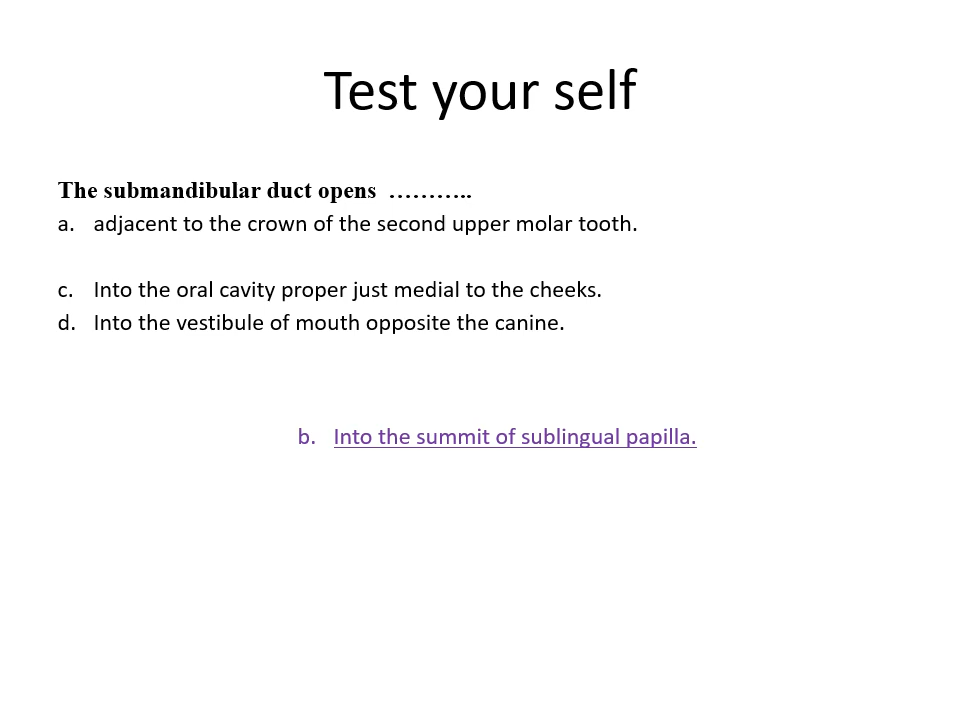 Test your self
The submandibular duct opens ………..
a. adjacent to the crown of the second upper molar tooth.
c. Into the oral cavity proper just medial to the cheeks.
d. Into the vestibule of mouth opposite the canine.
b. Into the summit of sublingual papilla.